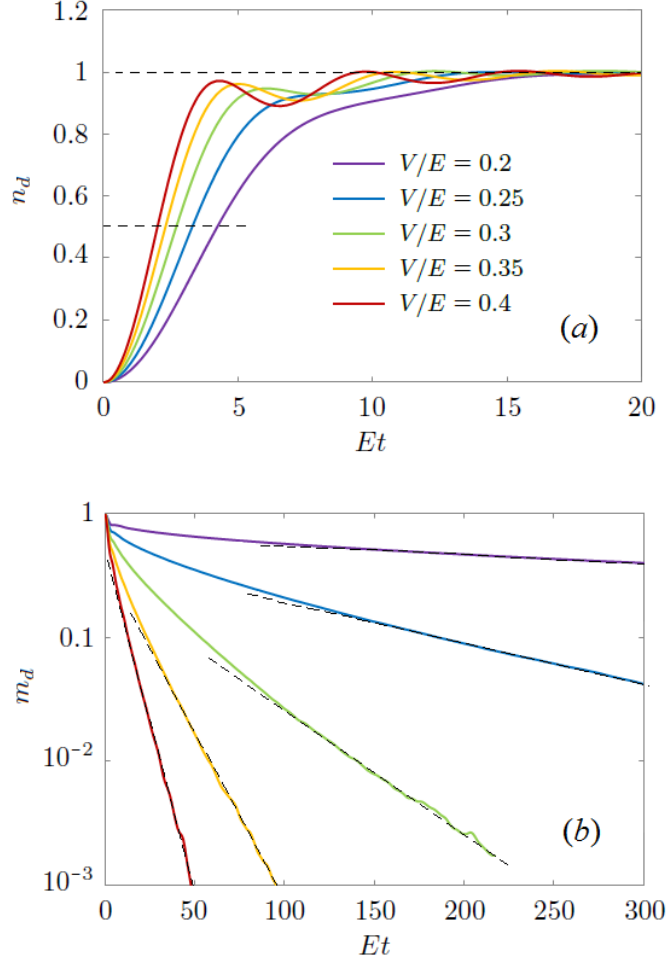 1.2
1
0.8
0.6
0.4
0.2
0
n_d
V/E = 0.2
V/E = 0.25
V/E = 0.3
V/E = 0.35
V/E = 0.4
(a)
0 5 10 15 20
Et
1
0.1
10^{-2}
10^{-3}
m_d
(b)
0 50 100 150 200 250 300
Et